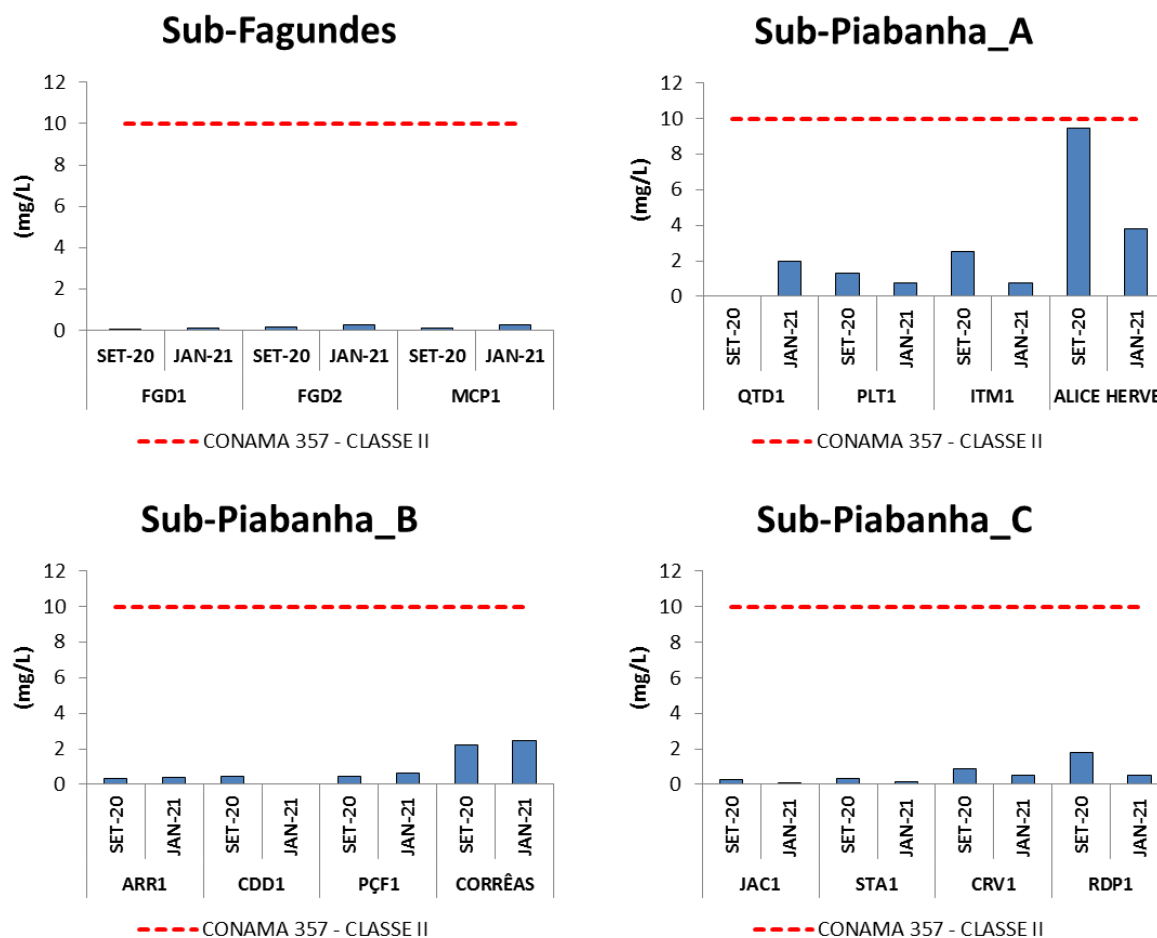 Sub-Fagundes
12
10
8
6
4
2
0
(mg/L)
SET-20 JAN-21 SET-20 JAN-21 SET-20 JAN-21
FGD1 FGD2 MCP1
CONAMA 357 - CLASSE II
Sub-Piabanha_A
12
10
8
6
4
2
0
(mg/L)
SET-20 JAN-21 SET-20 JAN-21 SET-20 JAN-21 SET-20 JAN-21
QTD1 PLT1 ITM1 ALICE HERVE
CONAMA 357 - CLASSE II
Sub-Piabanha_B
12
10
8
6
4
2
0
(mg/L)
SET-20 JAN-21 SET-20 JAN-21 SET-20 JAN-21 SET-20 JAN-21
ARR1 CDD1 PÇF1 CORRÊAS
CONAMA 357 - CLASSE II
Sub-Piabanha_C
12
10
8
6
4
2
0
(mg/L)
SET-20 JAN-21 SET-20 JAN-21 SET-20 JAN-21 SET-20 JAN-21
JAC1 STA1 CRV1 RDP1
CONAMA 357 - CLASSE II